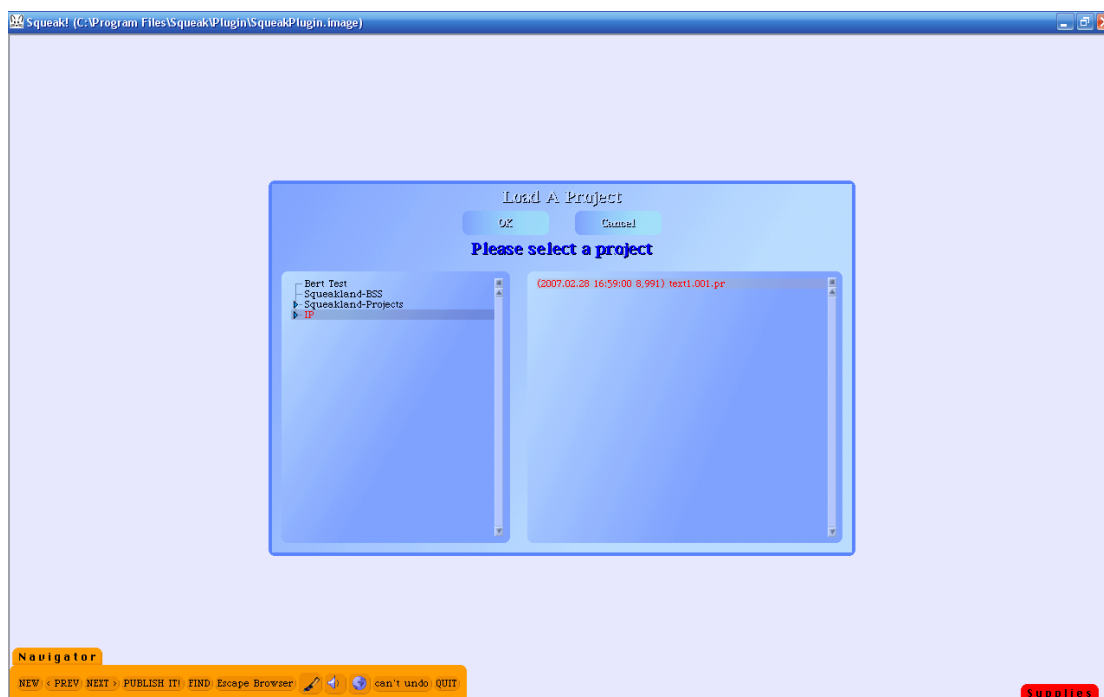 Squeak! (C:\Program Files\Squeak\Plugin\SqueakPlugin.image)
Load A Project
OK Cancel
Please select a project
Bert Test
Squeakland-BSS
Squeakland-Projects
IP
(2007.02.28 16:59:00 8,991) text1.001.pr
Navigator
NEW < PREV NEXT > PUBLISH IT! FIND Escape Browser can't undo QUIT
Supplies